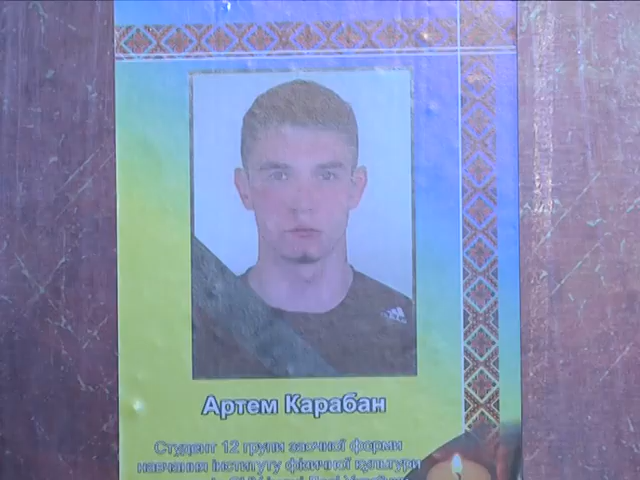 Артем Карабан
Студент 12 групи заочної форми
навчання інституту фізичної культури